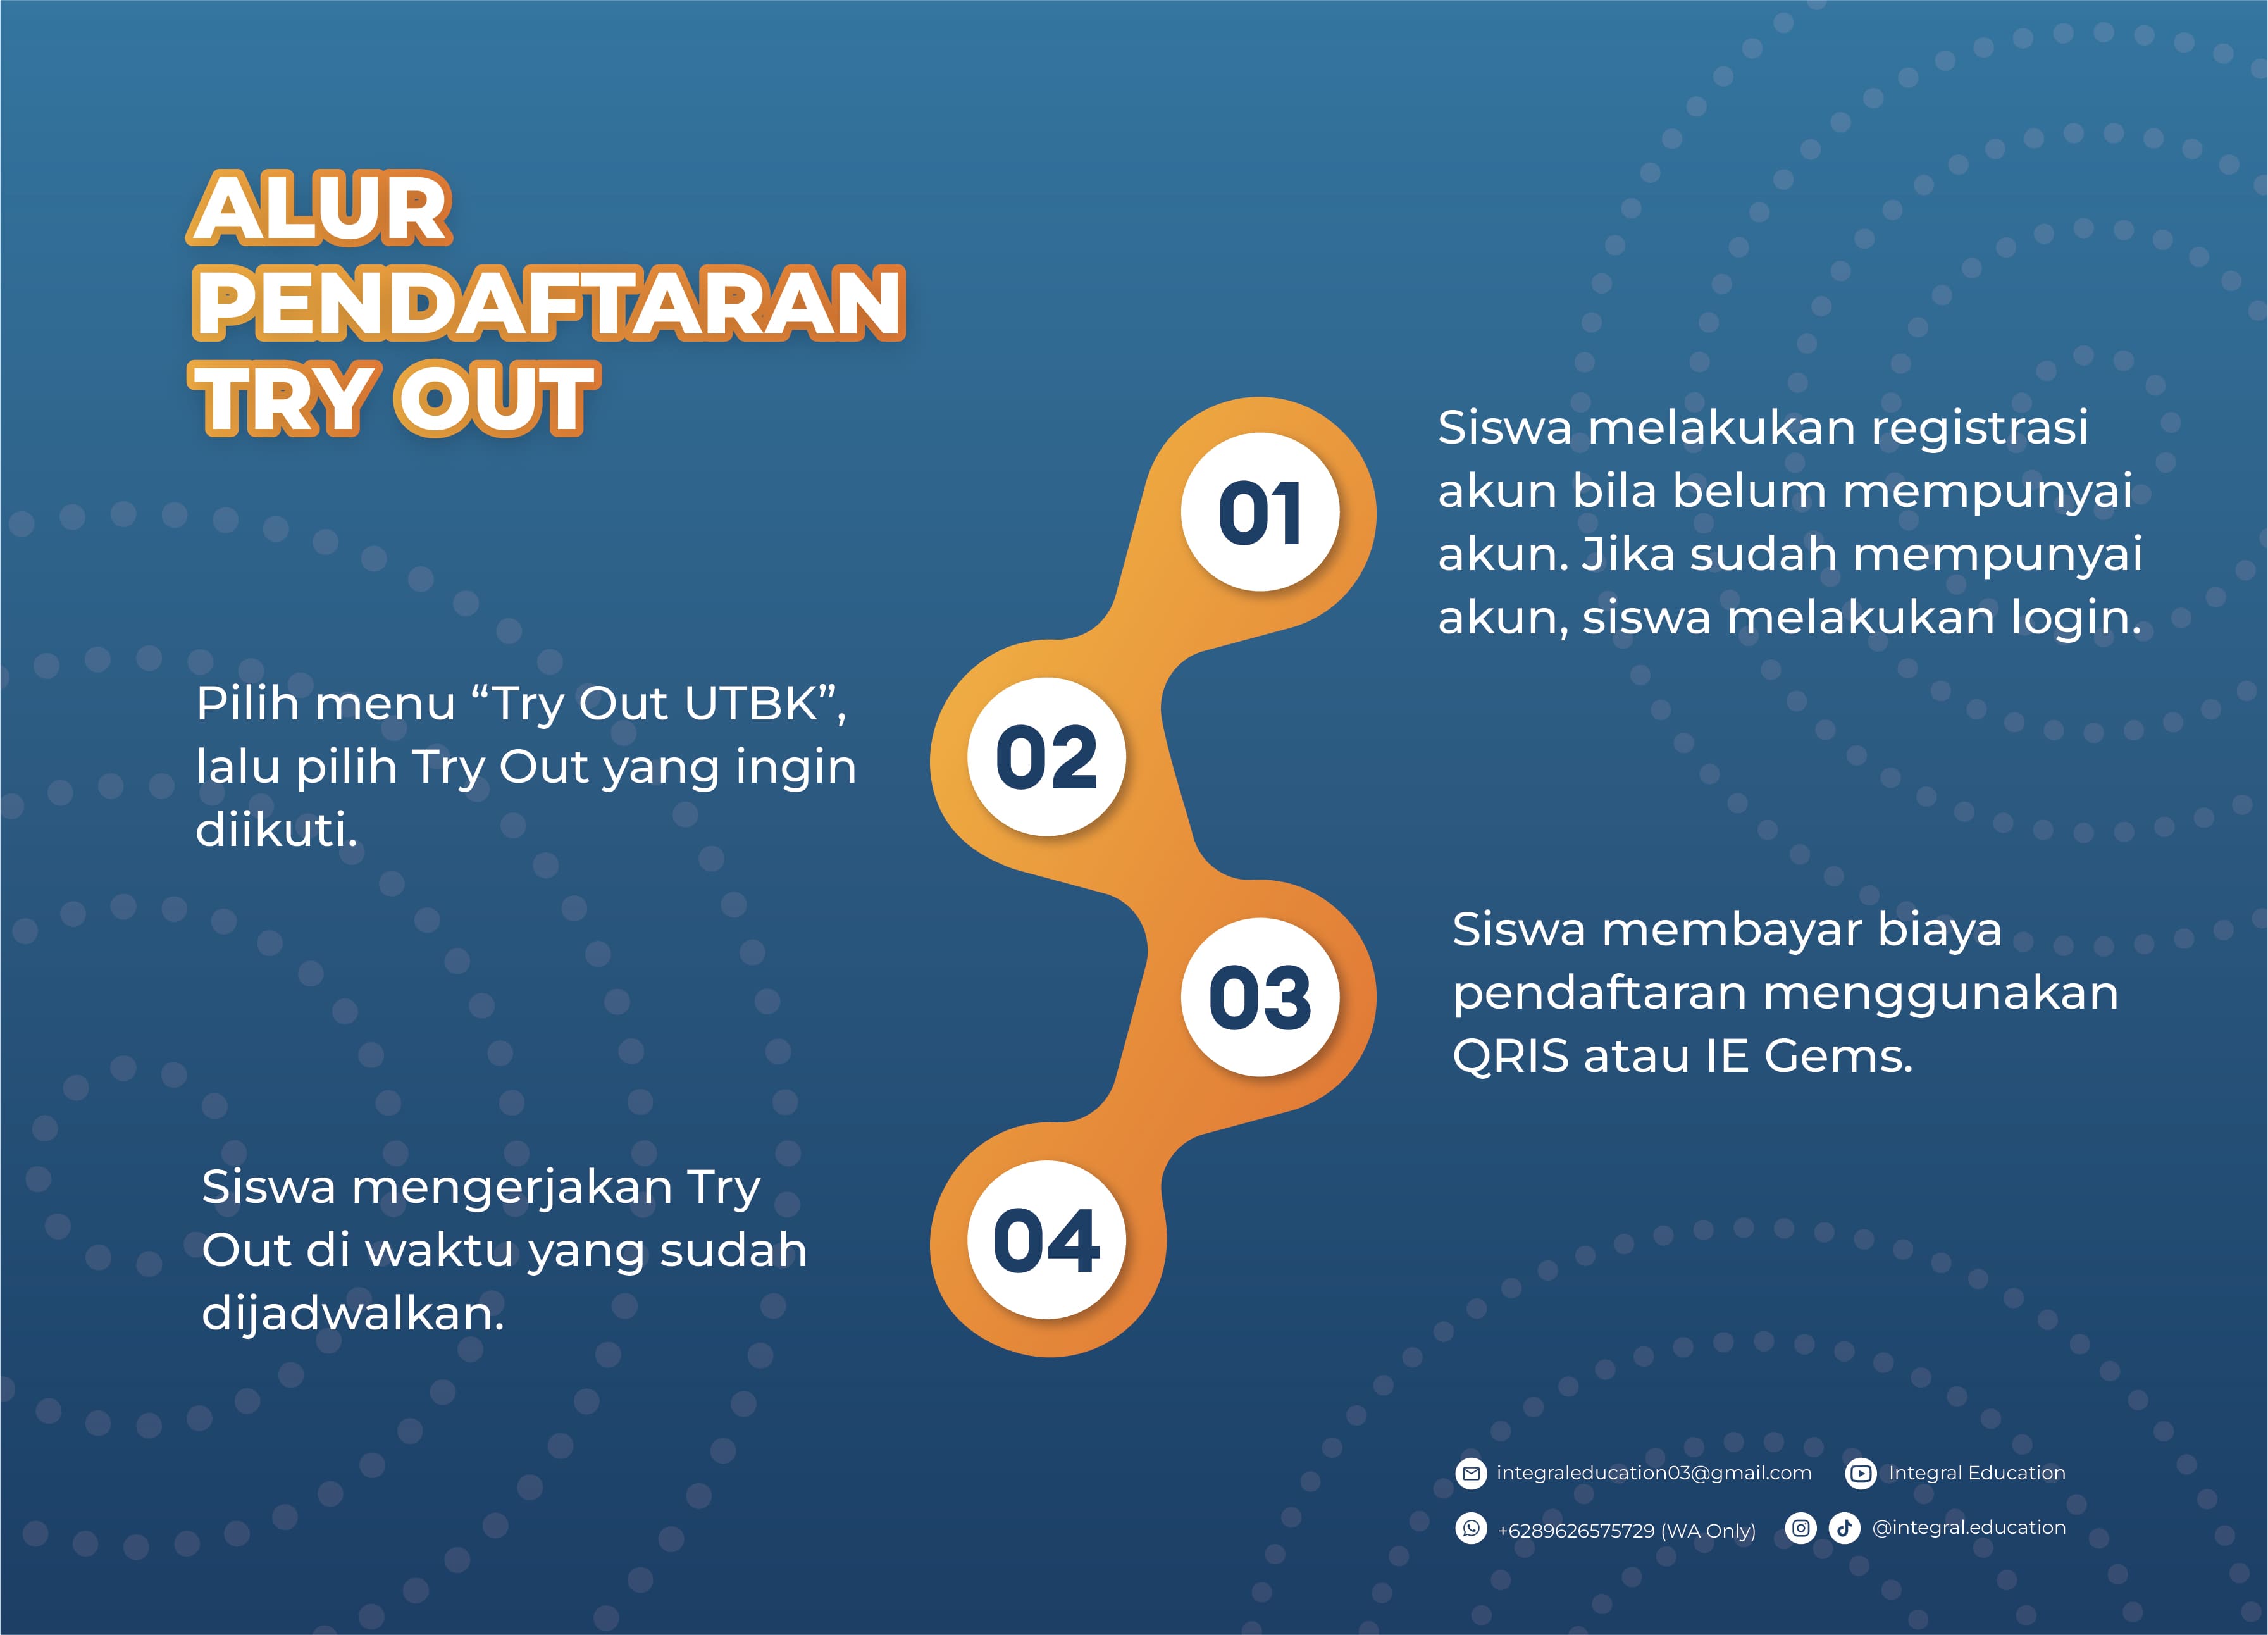 ALUR
PENDAFTARAN
TRY OUT
01
Siswa melakukan registrasi
akun bila belum mempunyai
akun. Jika sudah mempunyai
akun, siswa melakukan login.
02
Pilih menu “Try Out UTBK”,
lalu pilih Try Out yang ingin
diikuti.
03
Siswa membayar biaya
pendaftaran menggunakan
QRIS atau IE Gems.
04
Siswa mengerjakan Try
Out di waktu yang sudah
dijadwalkan.
integraleducation03@gmail.com
Integral Education
+6289626575729 (WA Only)
@integral.education